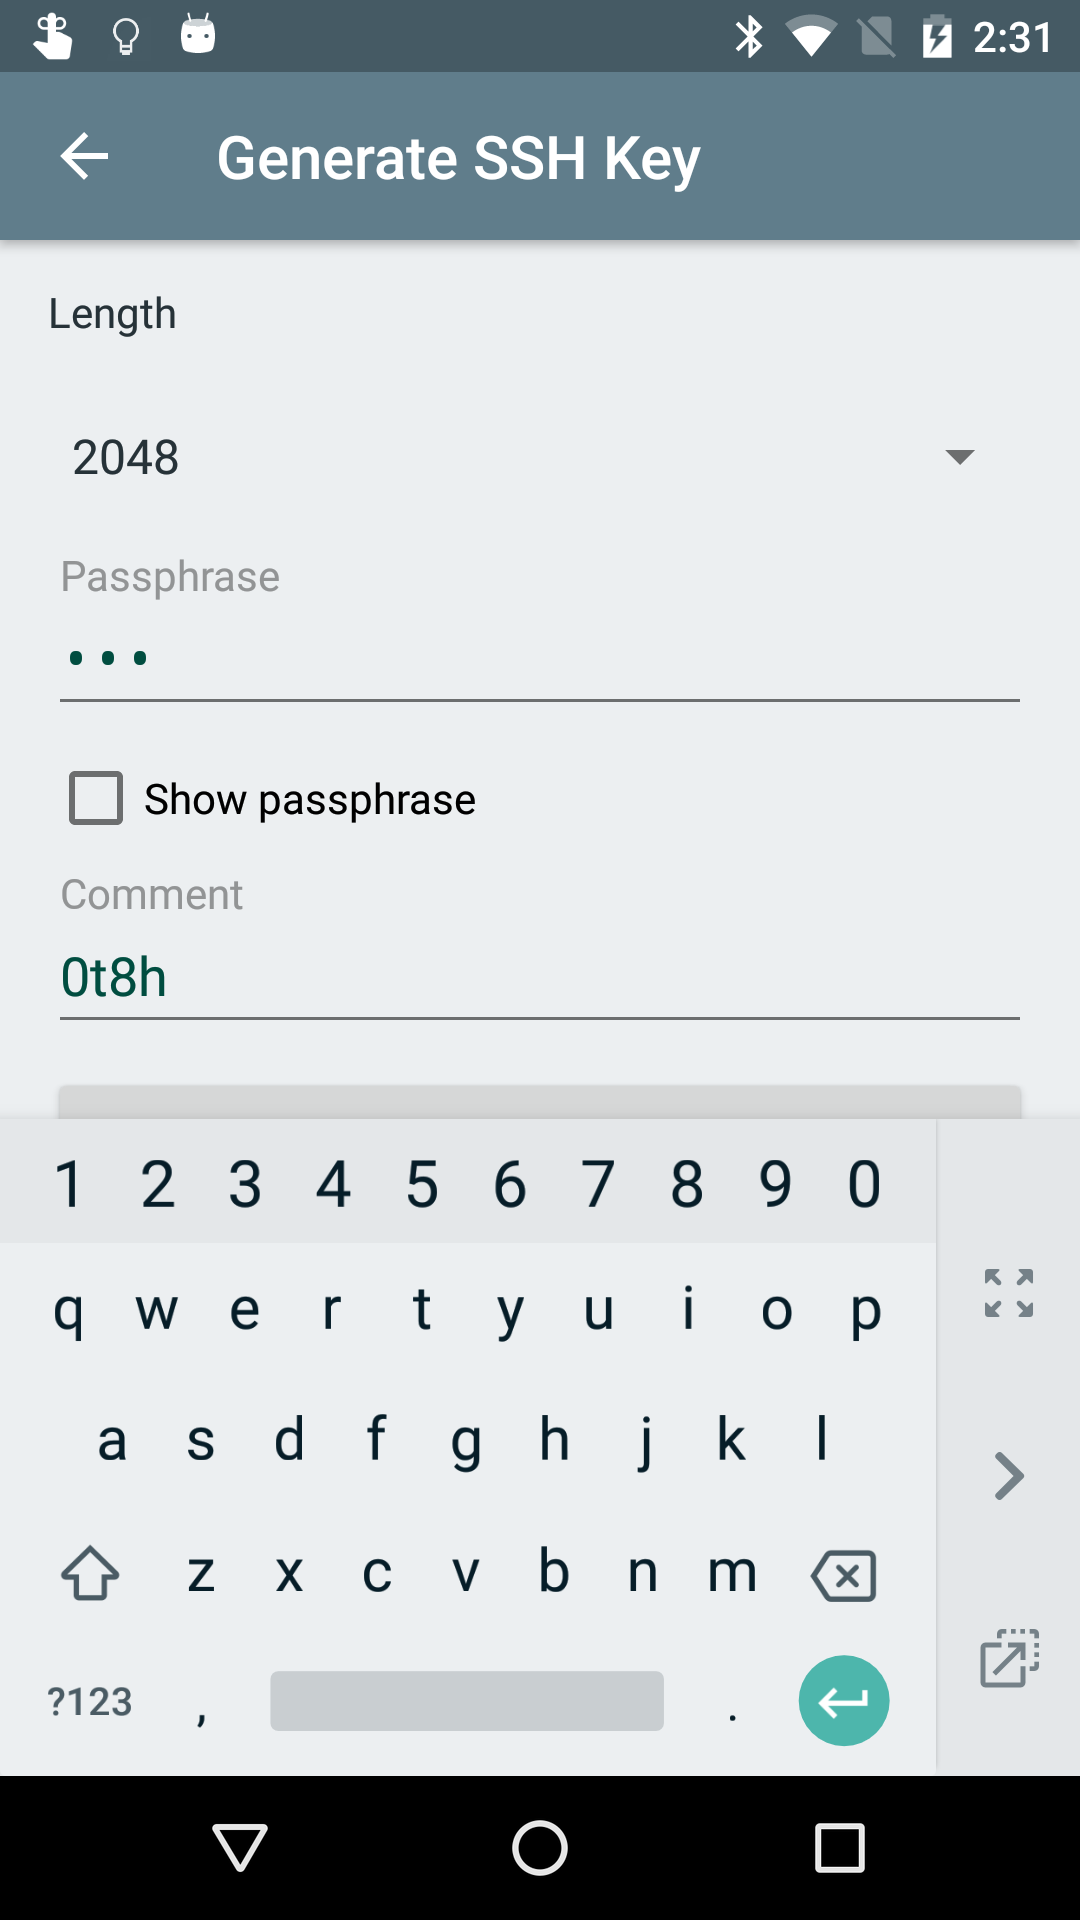 2:31
Generate SSH Key
Length
2048
Passphrase
•••
Show passphrase
Comment
0t8h
1 2 3 4 5 6 7 8 9 0
q w e r t y u i o p
a s d f g h j k l
z x c v b n m
?123 , .